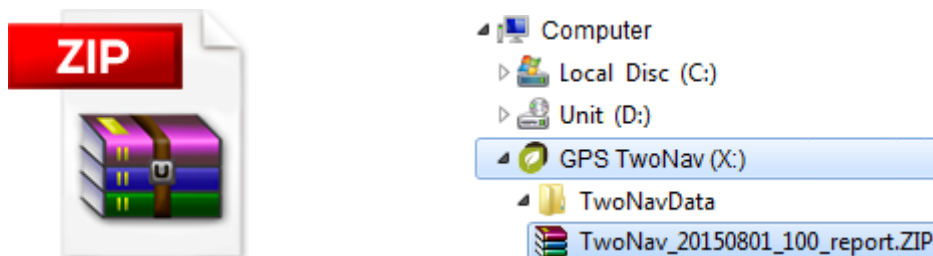 ZIP
Computer
Local Disc (C:)
Unit (D:)
GPS TwoNav (X:)
TwoNavData
TwoNav_20150801_100_report.ZIP